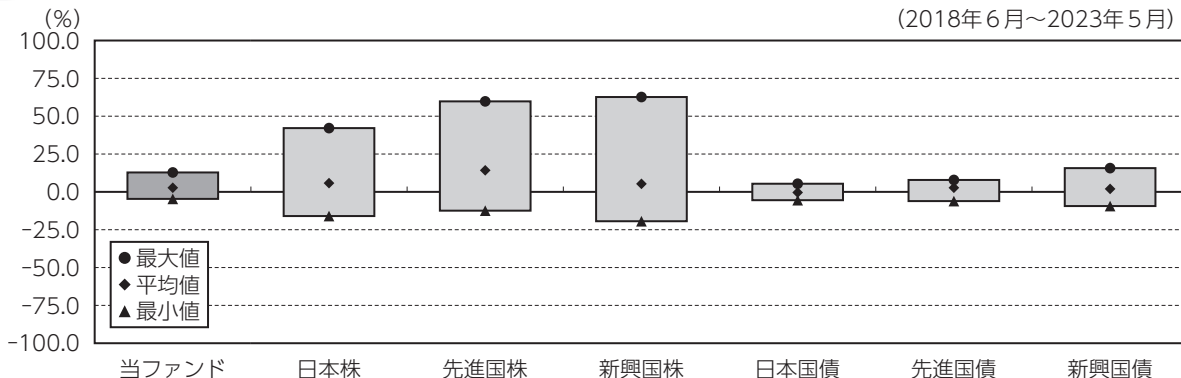 (%)
(2018年6月~2023年5月)
100.0
75.0
50.0
25.0
0.0
-25.0
-50.0
-75.0
-100.0
最大値
平均値
最小値
当ファンド 日本株 先進国株 新興国株 日本国債 先進国債 新興国債